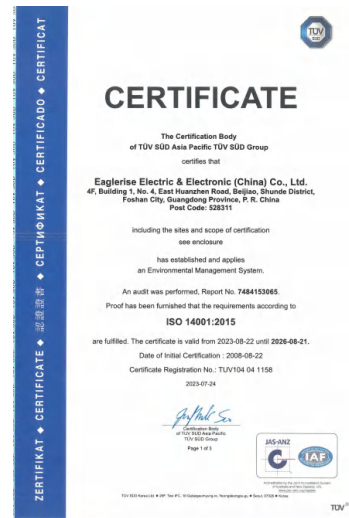 ZERTIFIKAT ◆ CERTIFICATE ◆ 認證證書 ◆ СЕРТИФИКАТ ◆ CERTIFICADO ◆ CERTIFICAT
TÜV
SÜD
CERTIFICATE
The Certification Body
of TÜV SÜD Asia Pacific TÜV SÜD Group
certifies that
Eaglerise Electric & Electronic (China) Co., Ltd.
4F, Building 1, No. 4, East Huanzhen Road, Beijiao, Shunde District,
Foshan City, Guangdong Province, P. R. China
Post Code: 528311
including the sites and scope of certification
see enclosure
has established and applies
an Environmental Management System.
An audit was performed, Report No. 7484153065.
Proof has been furnished that the requirements according to
ISO 14001:2015
are fulfilled. The certificate is valid from 2023-08-22 until 2026-08-21.
Date of Initial Certification : 2008-08-22
Certificate Registration No.: TUV104 04 1158
2023-07-24
Certification Body
of TÜV SÜD Asia Pacific
TÜV SÜD Group
Page 1 of 3
JAS-ANZ
IAF
TÜV®